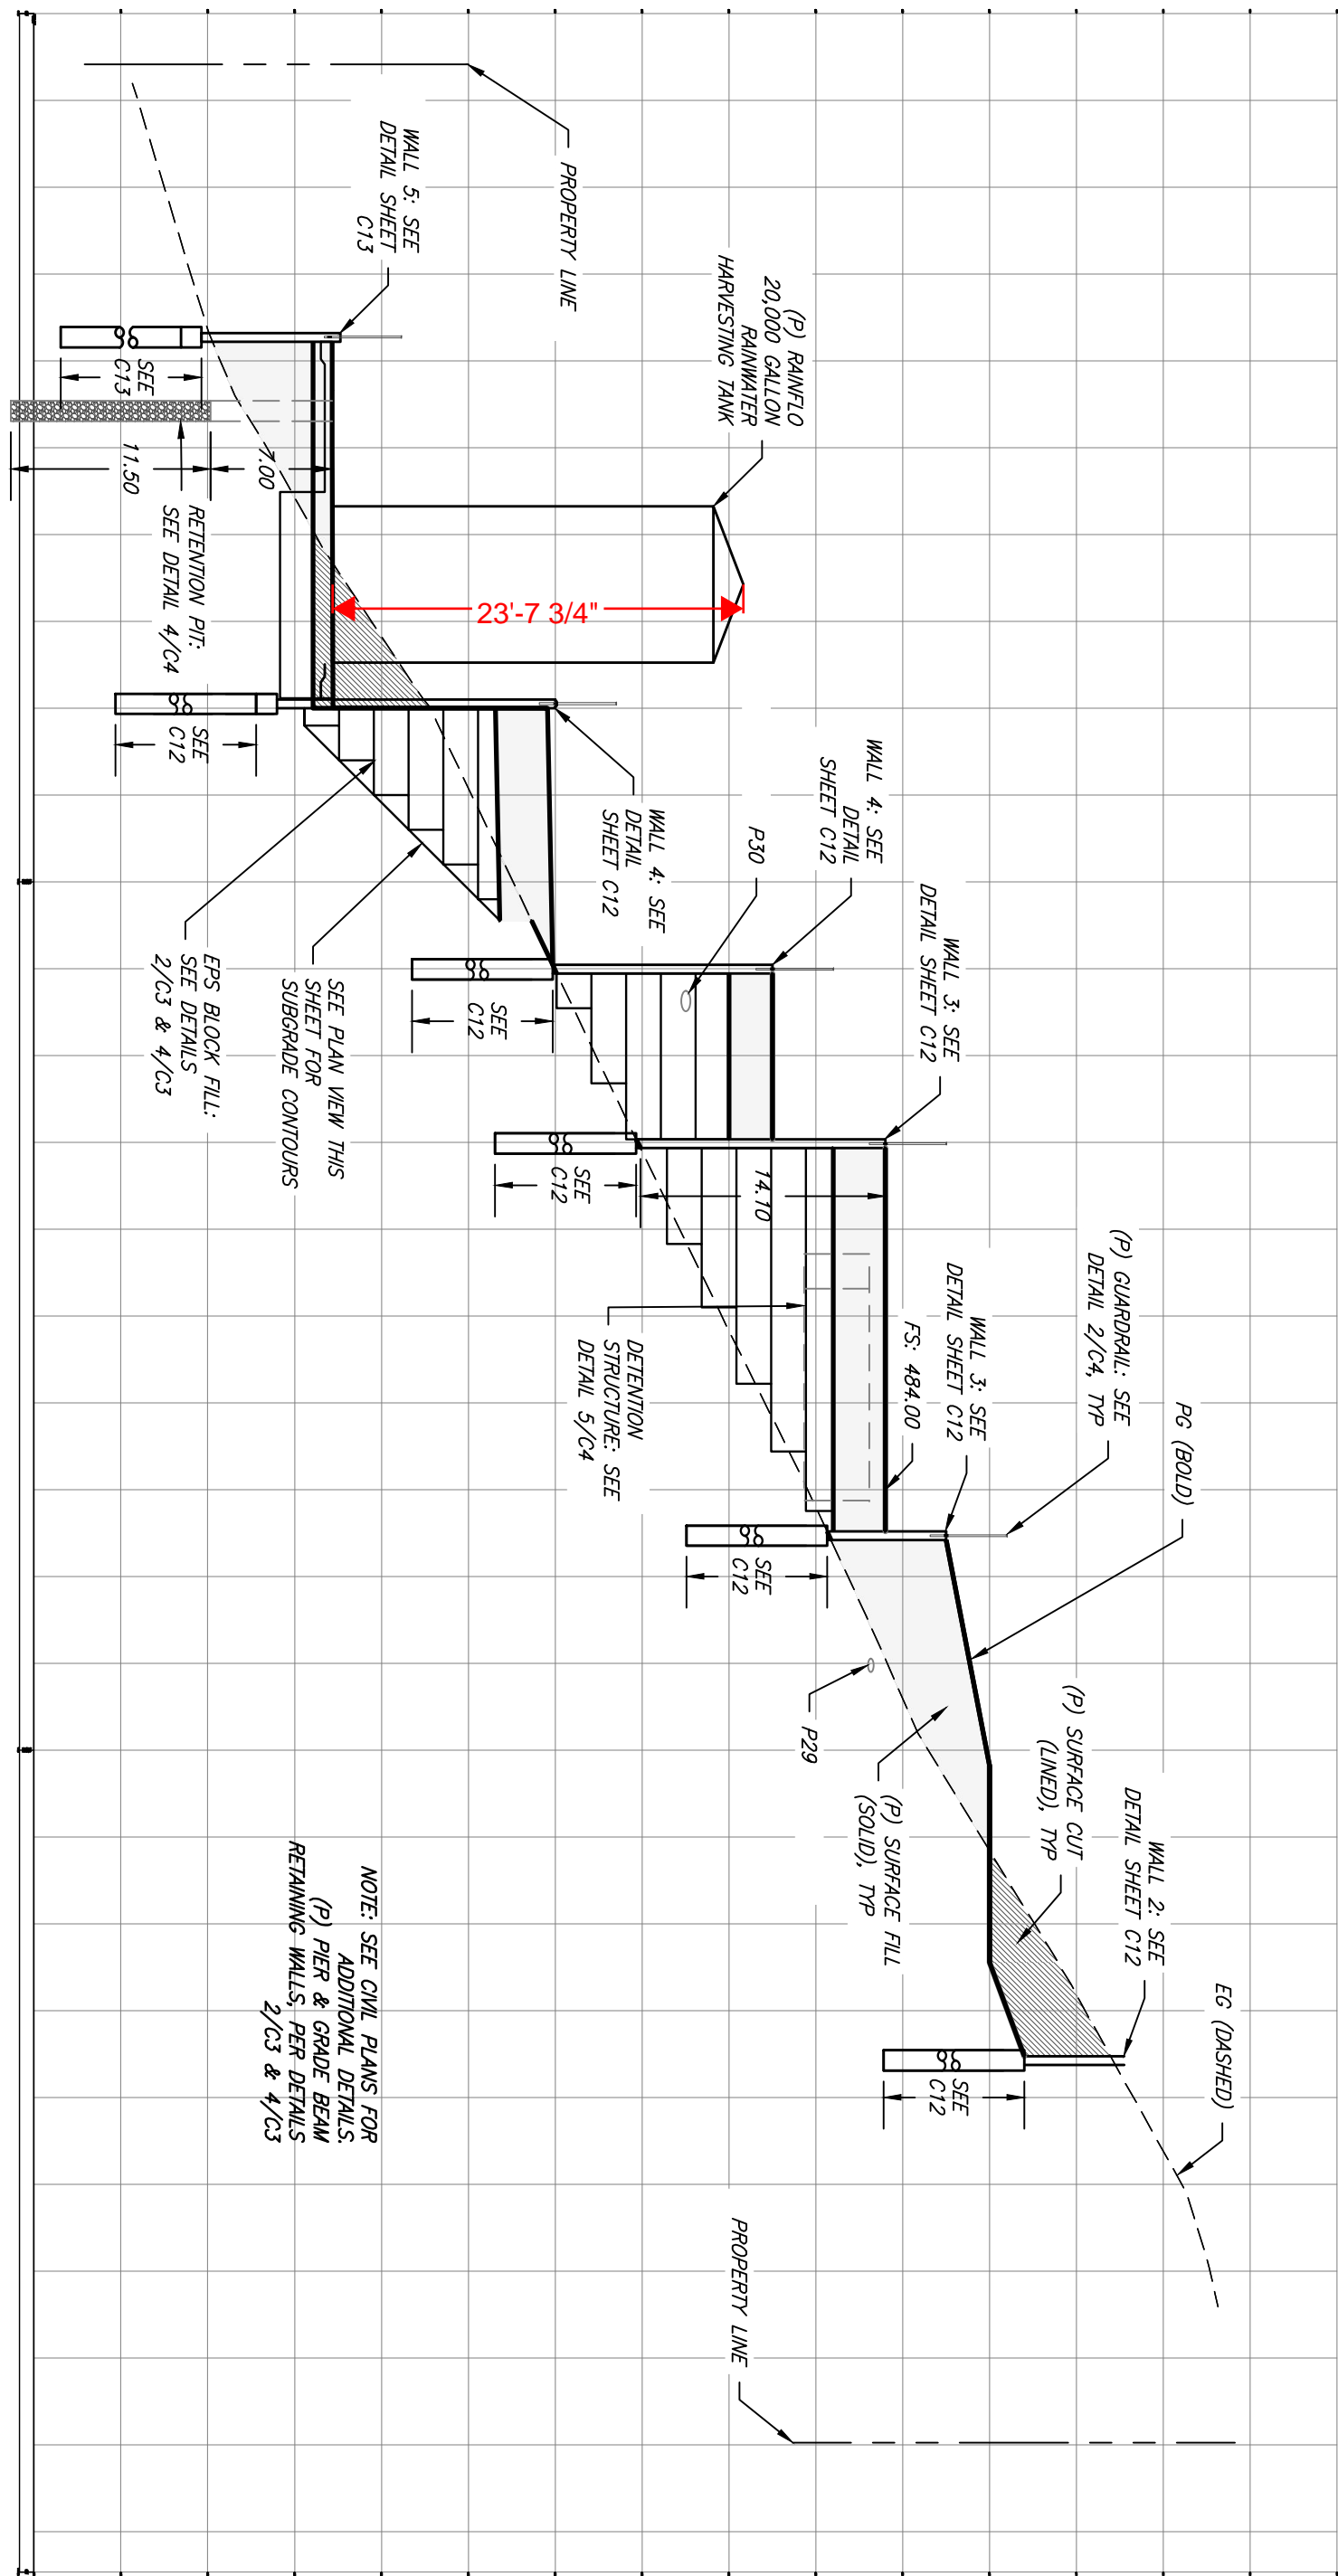 PROPERTY LINE
WALL 5: SEE
DETAIL SHEET
C13
(P) RAINFLO
20,000 GALLON
RAINWATER
HARVESTING TANK
SEE
C13
11.50
7.00
RETENTION PIT:
SEE DETAIL 4/C4
23'-7 3/4"
SEE
C12
WALL 4: SEE
DETAIL
SHEET C12
P30
WALL 4: SEE
DETAIL
SHEET C12
WALL 3: SEE
DETAIL SHEET C12
EPS BLOCK FILL:
SEE DETAILS
2/C3 & 4/C3
SEE PLAN VIEW THIS
SHEET FOR
SUBGRADE CONTOURS
SEE
C12
SEE
C12
14.10
DETENTION
STRUCTURE: SEE
DETAIL 5/C4
FS: 484.00
WALL 3: SEE
DETAIL SHEET C12
(P) GUARDRAIL: SEE
DETAIL 2/C4, TYP
PG (BOLD)
SEE
C12
P29
(P) SURFACE FILL
(SOLID), TYP
(P) SURFACE CUT
(LINED), TYP
WALL 2: SEE
DETAIL SHEET C12
EG (DASHED)
SEE
C12
NOTE: SEE CIVIL PLANS FOR
ADDITIONAL DETAILS.
(P) PIER & GRADE BEAM
RETAINING WALLS, PER DETAILS
2/C3 & 4/C3
PROPERTY LINE